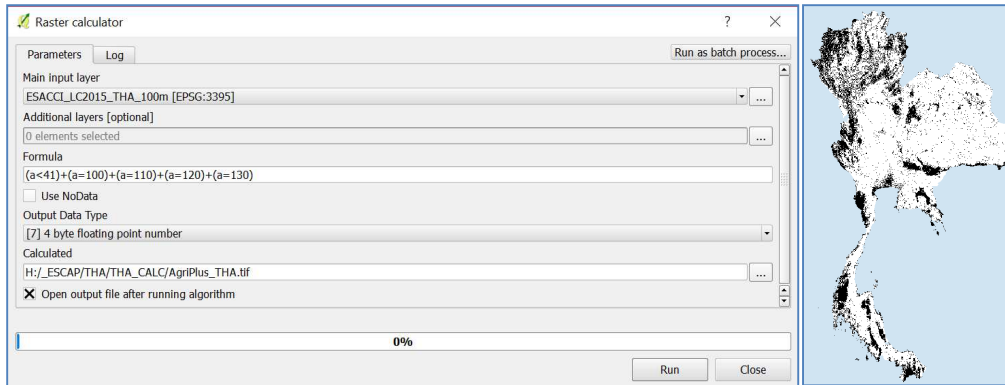 Raster calculator
Parameters
Log
Run as batch process...
Main input layer
ESACCI_LC2015_THA_100m [EPSG:3395]
...
Additional layers [optional]
0 elements selected
...
Formula
(a<41)+(a=100)+(a=110)+(a=120)+(a=130)
Use NoData
Output Data Type
[7] 4 byte floating point number
Calculated
H:/_ESCAP/THA/THA_CALC/AgriPlus_THA.tif
...
Open output file after running algorithm
0%
Run
Close